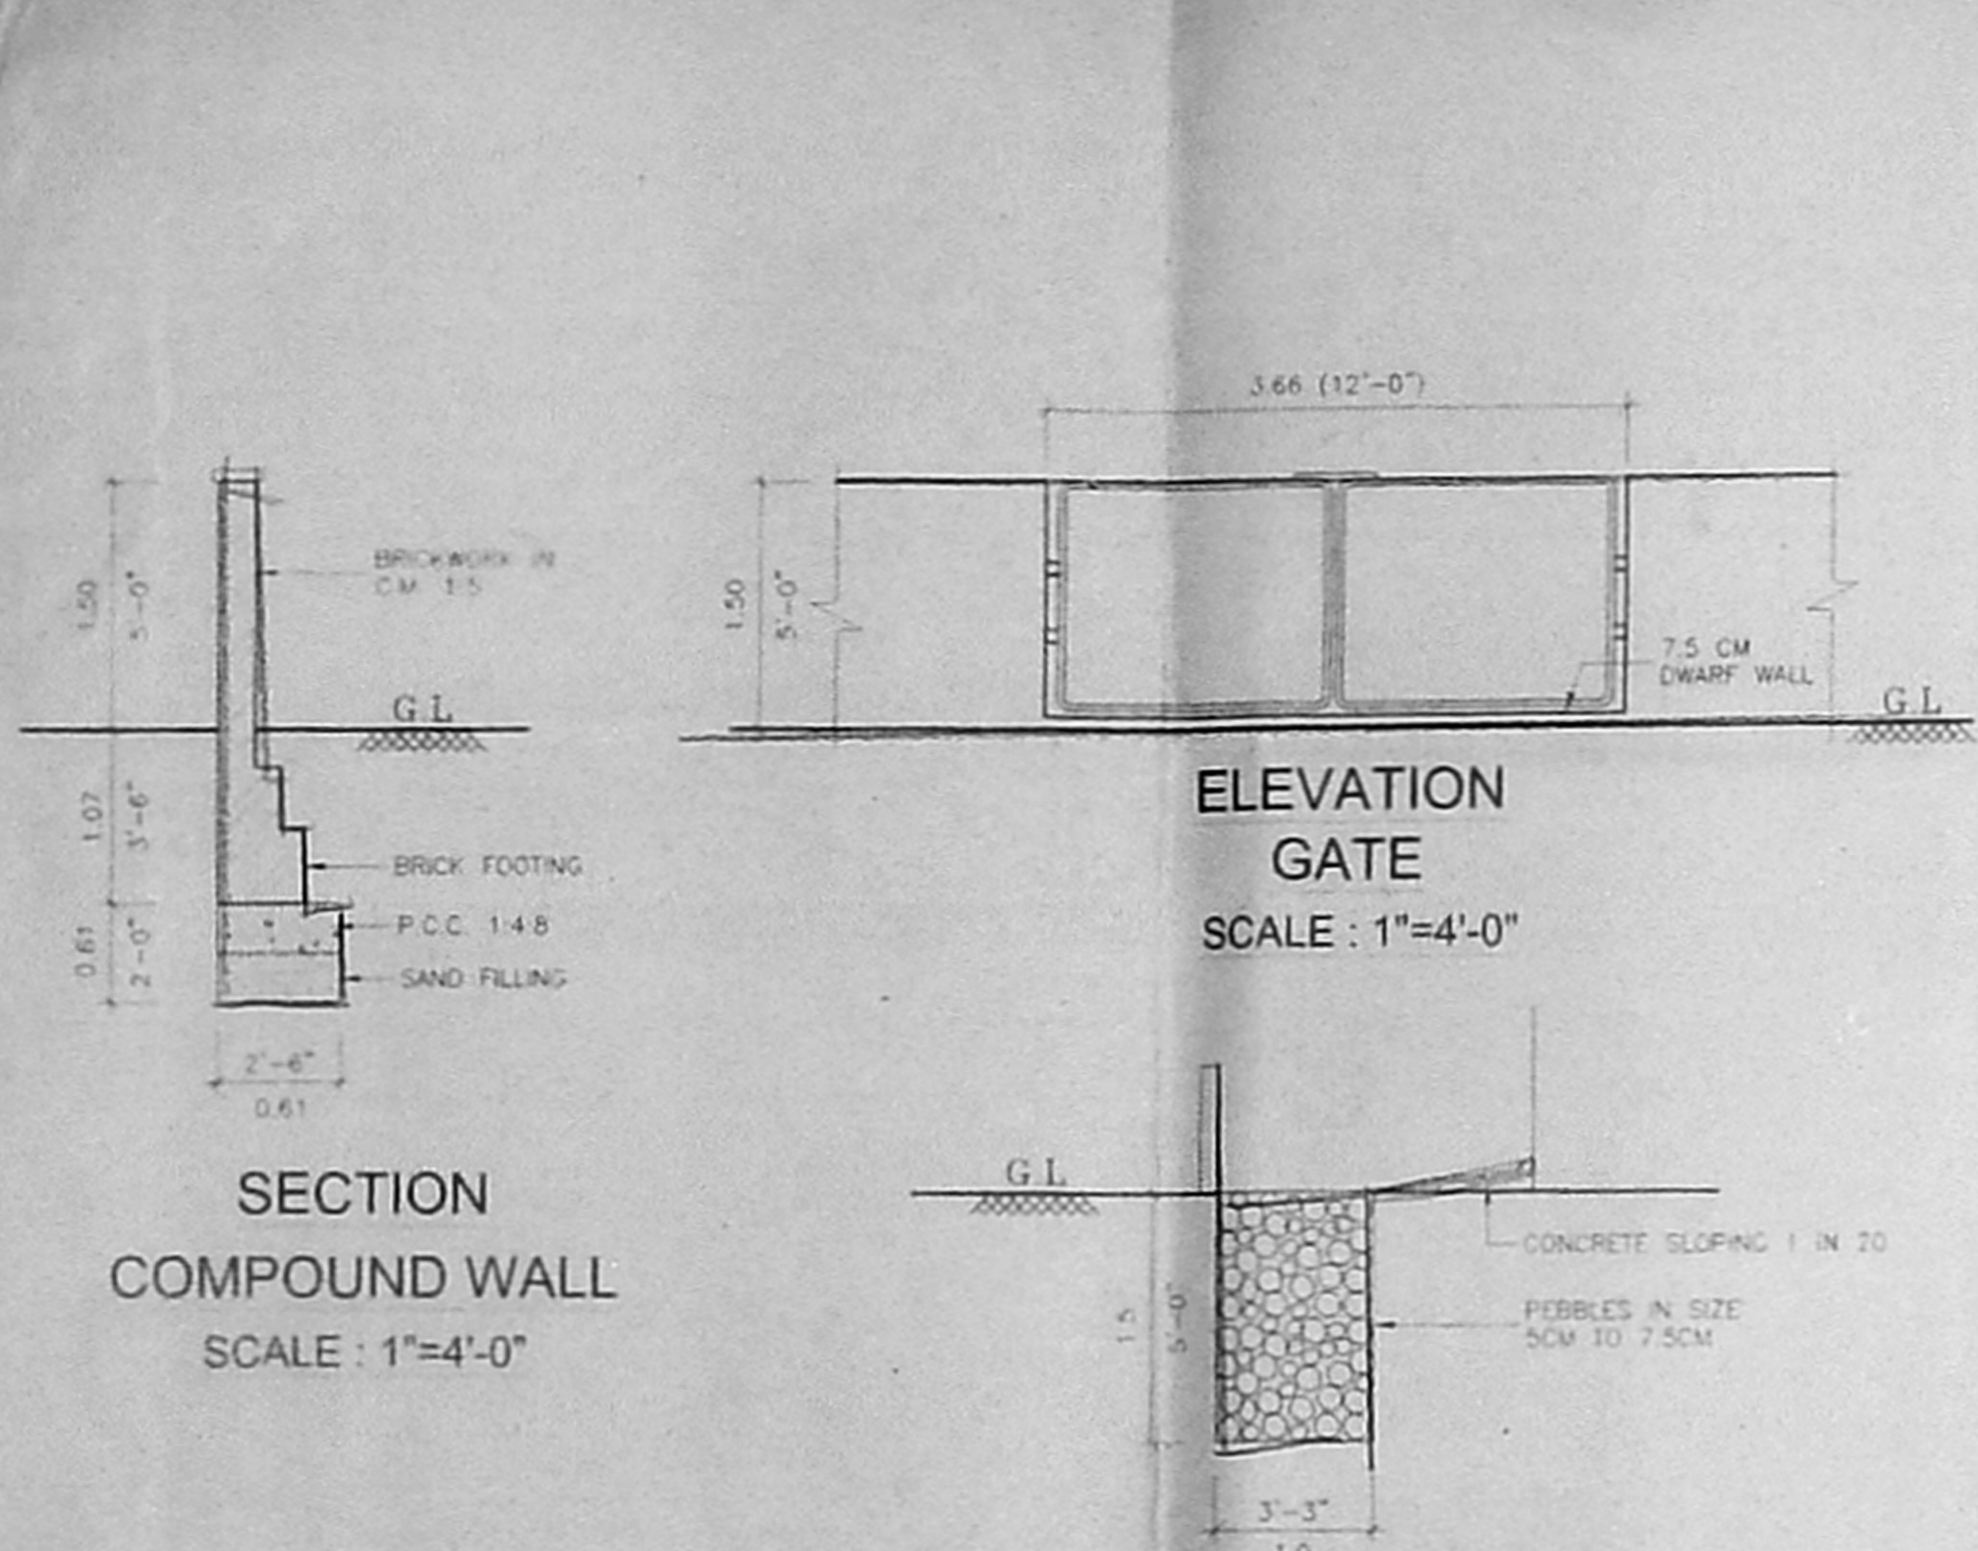 1.50
5'-0"
BRICKWORK IN
C.M. 1:5
G L
1.07
3'-6"
BRICK FOOTING
P.C.C. 1:4:8
0.61
2'-0"
SAND FILLING
2'-6"
0.61
SECTION
COMPOUND WALL
SCALE : 1"=4'-0"
3.66 (12'-0")
1.50
5'-0"
7.5 CM
DWARF WALL
G L
ELEVATION
GATE
SCALE : 1"=4'-0"
G L
CONCRETE SLOPING 1 IN 20
PEBBLES IN SIZE
5CM TO 7.5CM
1.5
5'-0"
3'-3"